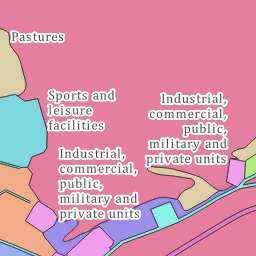 Pastures
Sports and
leisure
facilities
Industrial,
commercial,
public,
military and
private units
Industrial,
commercial,
public,
military and
private units